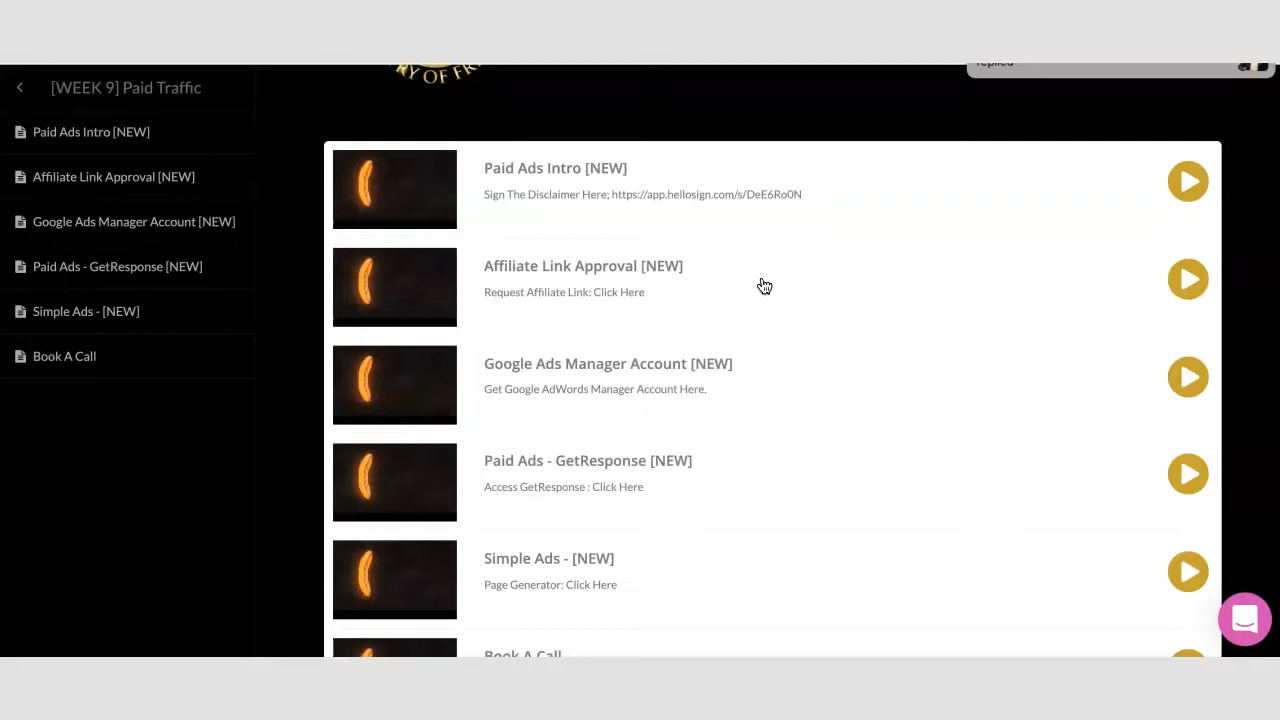 [WEEK 9] Paid Traffic
Paid Ads Intro [NEW]
Affiliate Link Approval [NEW]
Google Ads Manager Account [NEW]
Paid Ads - GetResponse [NEW]
Simple Ads - [NEW]
Book A Call
RY OF FR
replied
Paid Ads Intro [NEW]
Sign The Disclaimer Here; https://app.hellosign.com/s/DeE6Ro0N
Affiliate Link Approval [NEW]
Request Affiliate Link: Click Here
Google Ads Manager Account [NEW]
Get Google AdWords Manager Account Here.
Paid Ads - GetResponse [NEW]
Access GetResponse : Click Here
Simple Ads - [NEW]
Page Generator: Click Here
Book A Call